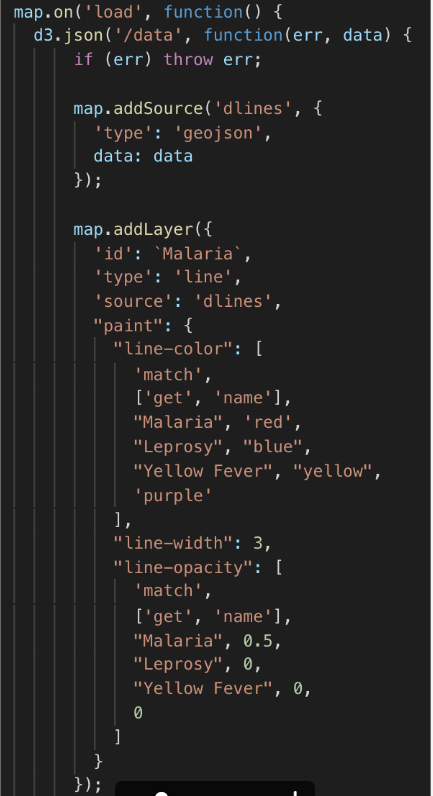 map.on('load', function() {
d3.json('/data', function(err, data) {
if (err) throw err;
map.addSource('dlines', {
'type': 'geojson',
data: data
});
map.addLayer({
'id': `Malaria`,
'type': 'line',
'source': 'dlines',
"paint": {
"line-color": [
'match',
['get', 'name'],
"Malaria", 'red',
"Leprosy", "blue",
"Yellow Fever", "yellow",
'purple'
],
"line-width": 3,
"line-opacity": [
'match',
['get', 'name'],
"Malaria", 0.5,
"Leprosy", 0,
"Yellow Fever", 0,
0
]
}
});